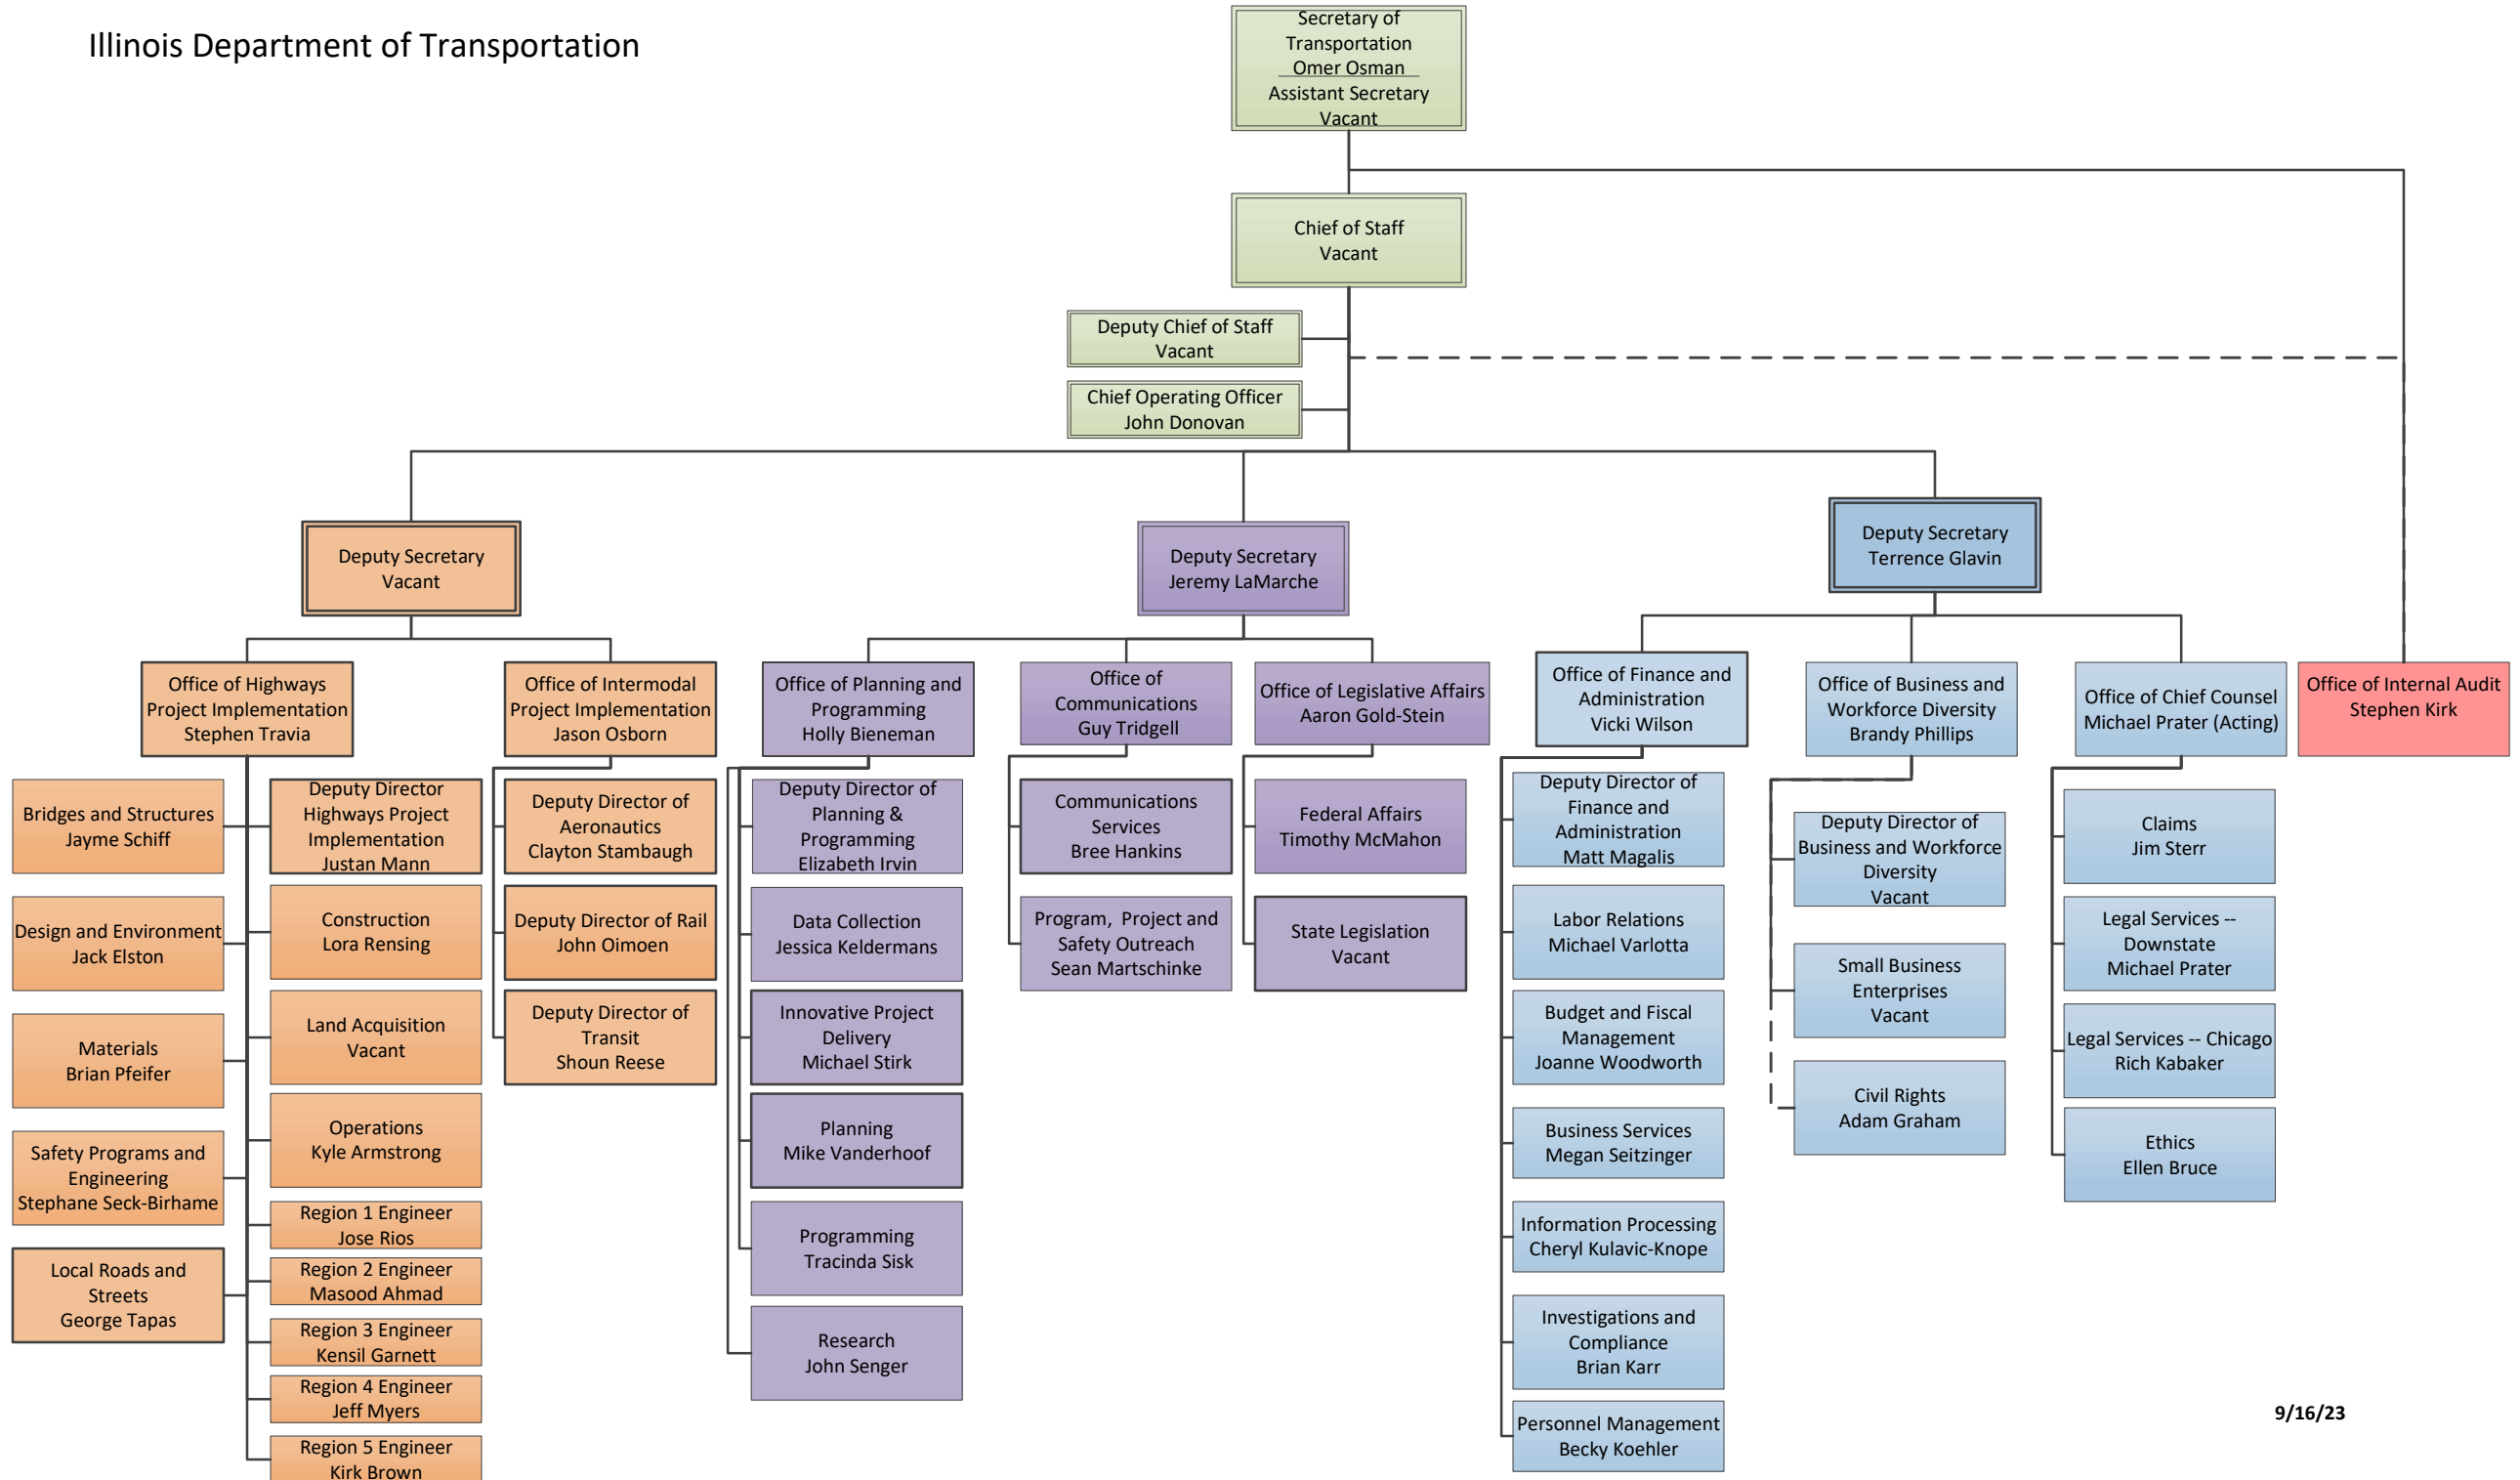 Illinois Department of Transportation
Secretary of
Transportation
Omer Osman
Assistant Secretary
Vacant
Chief of Staff
Vacant
Deputy Chief of Staff
Vacant
Chief Operating Officer
John Donovan
Deputy Secretary
Vacant
Deputy Secretary
Jeremy LaMarche
Deputy Secretary
Terrence Glavin
Office of Highways
Project Implementation
Stephen Travia
Office of Intermodal
Project Implementation
Jason Osborn
Office of Planning and
Programming
Holly Bieneman
Office of
Communications
Guy Tridgell
Office of Legislative Affairs
Aaron Gold-Stein
Office of Finance and
Administration
Vicki Wilson
Office of Business and
Workforce Diversity
Brandy Phillips
Office of Chief Counsel
Michael Prater (Acting)
Office of Internal Audit
Stephen Kirk
Bridges and Structures
Jayme Schiff
Design and Environment
Jack Elston
Materials
Brian Pfeifer
Safety Programs and
Engineering
Stephane Seck-Birhame
Local Roads and
Streets
George Tapas
Deputy Director
Highways Project
Implementation
Justan Mann
Construction
Lora Rensing
Land Acquisition
Vacant
Operations
Kyle Armstrong
Region 1 Engineer
Jose Rios
Region 2 Engineer
Masood Ahmad
Region 3 Engineer
Kensil Garnett
Region 4 Engineer
Jeff Myers
Region 5 Engineer
Kirk Brown
Deputy Director of
Aeronautics
Clayton Stambaugh
Deputy Director of Rail
John Oimoen
Deputy Director of
Transit
Shoun Reese
Deputy Director of
Planning &
Programming
Elizabeth Irvin
Data Collection
Jessica Keldermans
Innovative Project
Delivery
Michael Stirk
Planning
Mike Vanderhoof
Programming
Tracinda Sisk
Research
John Senger
Communications
Services
Bree Hankins
Program, Project and
Safety Outreach
Sean Martschinke
Federal Affairs
Timothy McMahon
State Legislation
Vacant
Deputy Director of
Finance and
Administration
Matt Magalis
Labor Relations
Michael Varlotta
Budget and Fiscal
Management
Joanne Woodworth
Business Services
Megan Seitzinger
Information Processing
Cheryl Kulavic-Knope
Investigations and
Compliance
Brian Karr
Personnel Management
Becky Koehler
Deputy Director of
Business and Workforce
Diversity
Vacant
Small Business
Enterprises
Vacant
Civil Rights
Adam Graham
Claims
Jim Sterr
Legal Services --
Downstate
Michael Prater
Legal Services -- Chicago
Rich Kabaker
Ethics
Ellen Bruce
9/16/23